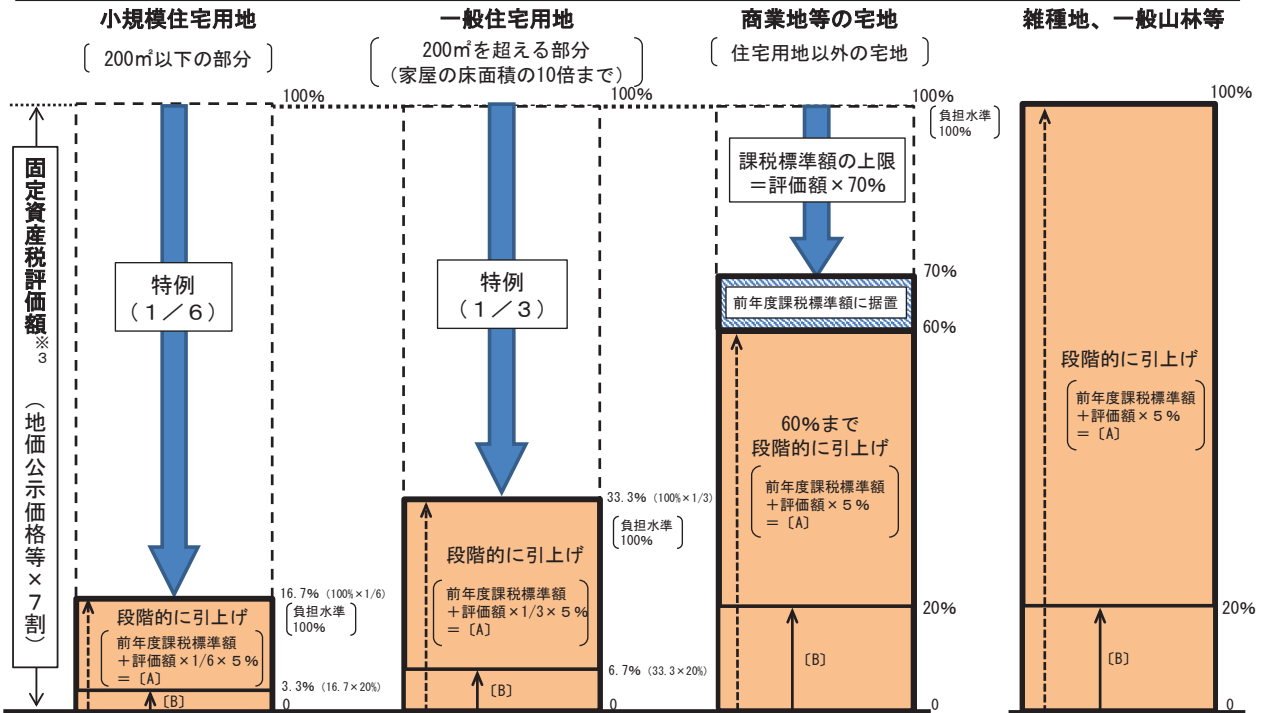 小規模住宅用地
200㎡以下の部分
一般住宅用地
200㎡を超える部分
（家屋の床面積の10倍まで）
商業地等の宅地
住宅用地以外の宅地
雑種地、一般山林等
固定資産税評価額※3
（地価公示価格等×７割）
100%
特例
（１／６）
16.7% (100%×1/6)
負担水準
100%
段階的に引上げ
前年度課税標準額
＋評価額×1/6×５%
＝〔A〕
3.3% (16.7×20%)
〔B〕
0
100%
特例
（１／３）
33.3% (100%×1/3)
負担水準
100%
段階的に引上げ
前年度課税標準額
＋評価額×1/3×５%
＝〔A〕
6.7% (33.3×20%)
〔B〕
0
100%
負担水準
100%
課税標準額の上限
＝評価額×70%
70%
前年度課税標準額に据置
60%
60%まで
段階的に引上げ
前年度課税標準額
＋評価額×５%
＝〔A〕
20%
〔B〕
0
100%
段階的に引上げ
前年度課税標準額
＋評価額×５%
＝〔A〕
20%
〔B〕
0